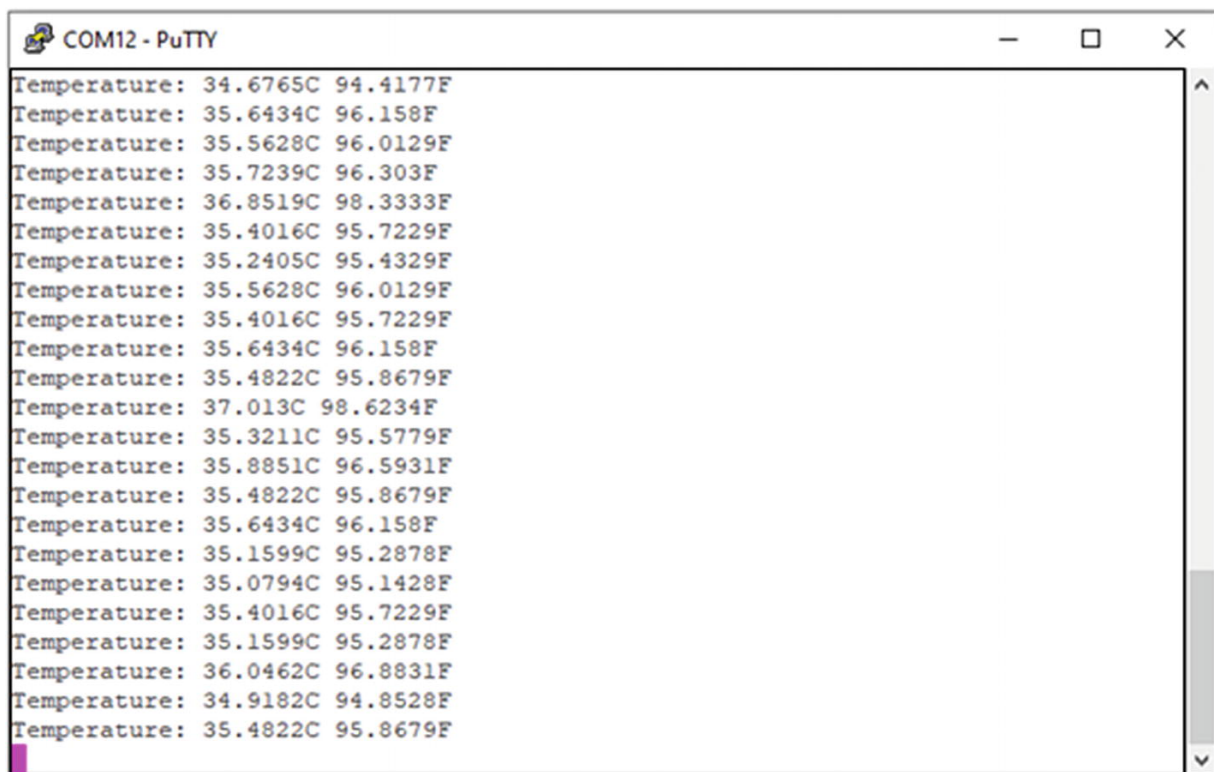 COM12 - PuTTY
Temperature: 34.6765C 94.4177F
Temperature: 35.6434C 96.158F
Temperature: 35.5628C 96.0129F
Temperature: 35.7239C 96.303F
Temperature: 36.8519C 98.3333F
Temperature: 35.4016C 95.7229F
Temperature: 35.2405C 95.4329F
Temperature: 35.5628C 96.0129F
Temperature: 35.4016C 95.7229F
Temperature: 35.6434C 96.158F
Temperature: 35.4822C 95.8679F
Temperature: 37.013C 98.6234F
Temperature: 35.3211C 95.5779F
Temperature: 35.8851C 96.5931F
Temperature: 35.4822C 95.8679F
Temperature: 35.6434C 96.158F
Temperature: 35.1599C 95.2878F
Temperature: 35.0794C 95.1428F
Temperature: 35.4016C 95.7229F
Temperature: 35.1599C 95.2878F
Temperature: 36.0462C 96.8831F
Temperature: 34.9182C 94.8528F
Temperature: 35.4822C 95.8679F